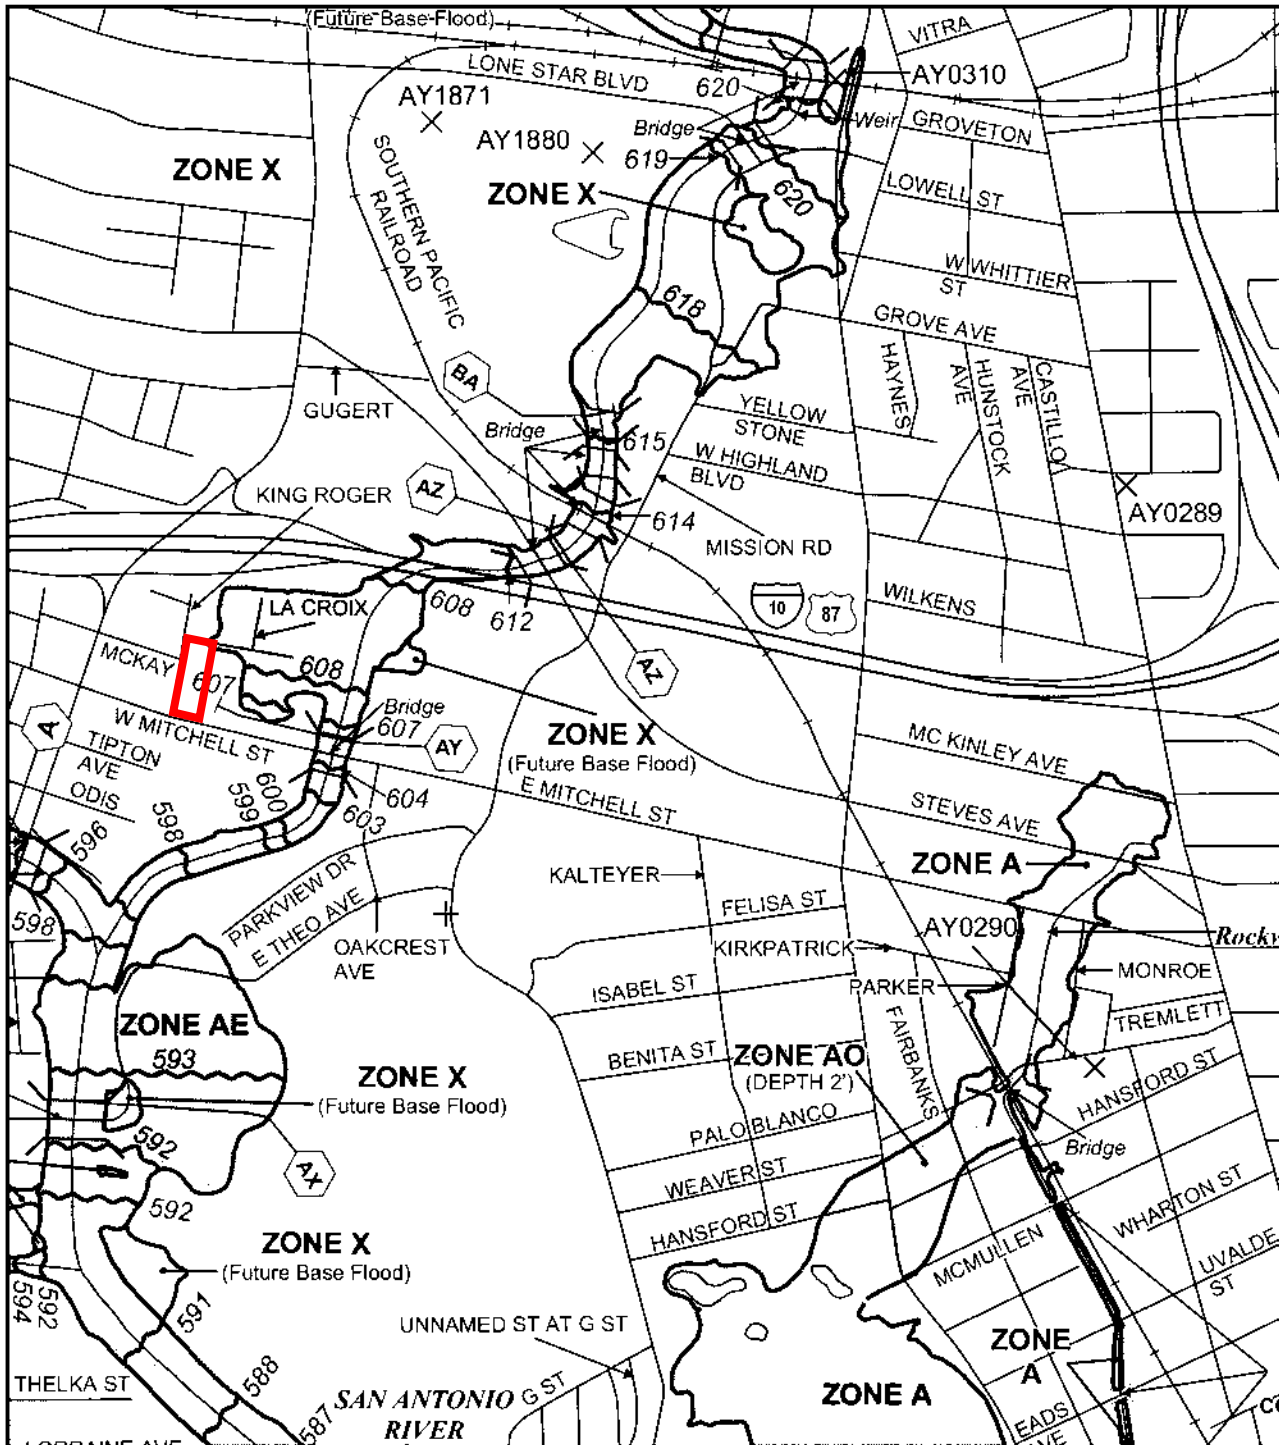 (Future Base Flood)
VITRA
LONE STAR BLVD
620
AY0310
AY1871
Weir
GROVETON
Bridge
AY1880
619
ZONE X
SOUTHERN PACIFIC
RAILROAD
ZONE X
620
LOWELL ST
W WHITTIER
ST
618
GROVE AVE
HAYNES
HUNSTOCK
AVE
CASTILLO
AVE
BA
GUGERT
YELLOW
STONE
Bridge
615
W HIGHLAND
BLVD
KING ROGER
AZ
614
AY0289
MISSION RD
10
87
WILKENS
608
612
LA CROIX
MCKAY
607
608
AZ
Bridge
607
W MITCHELL ST
A
AY
ZONE X
(Future Base Flood)
MC KINLEY AVE
TIPTON
AVE
ODIS
600
599
598
596
604
603
E MITCHELL ST
STEVES AVE
ZONE A
KALTEYER
PARKVIEW DR
E THEO AVE
FELISA ST
598
OAKCREST
AVE
KIRKPATRICK
AY0290
Rockw
ISABEL ST
PARKER
MONROE
FAIRBANKS
TREMLETT
ZONE AE
593
BENITA ST
ZONE AO
(DEPTH 2')
HANSFORD ST
ZONE X
(Future Base Flood)
PALO BLANCO
592
AX
Bridge
WEAVER ST
592
HANSFORD ST
WHARTON ST
ZONE X
(Future Base Flood)
MCMULLEN
UVALDE
ST
594
592
591
UNNAMED ST AT G ST
ZONE
A
588
THELKA ST
SAN ANTONIO
RIVER
G ST
587
ZONE A
EADS
AVE
LORRAINE AVE